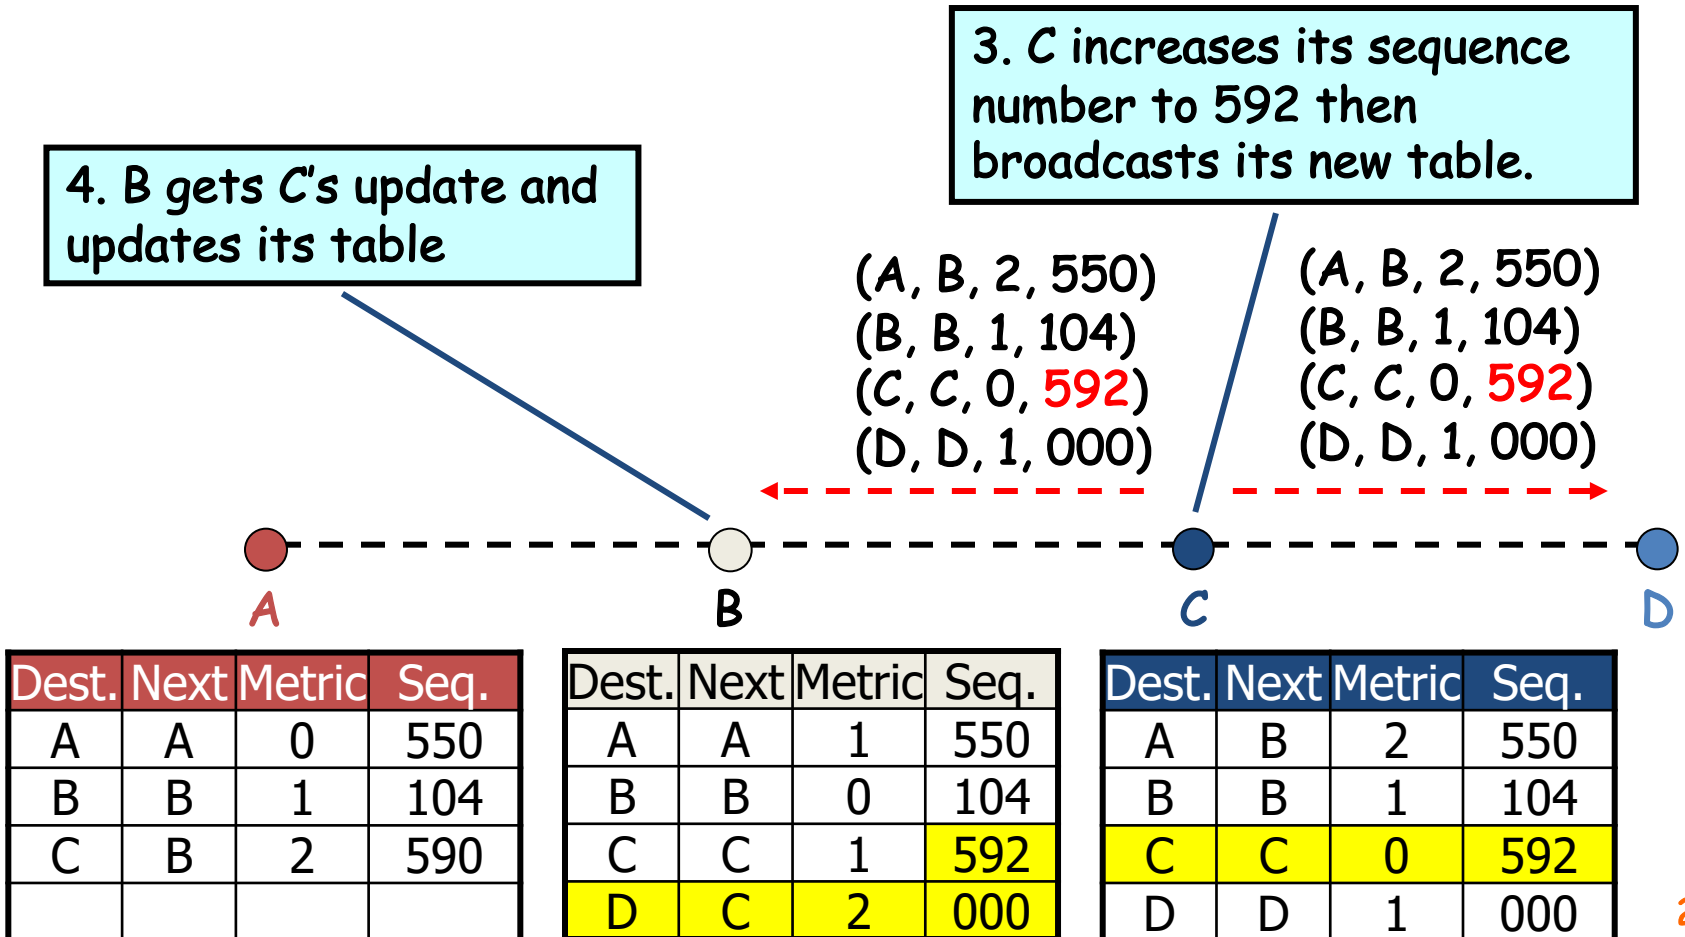 3. C increases its sequence
number to 592 then
broadcasts its new table.
4. B gets C's update and
updates its table
(A, B, 2, 550)
(B, B, 1, 104)
(C, C, 0, 592)
(D, D, 1, 000)
(A, B, 2, 550)
(B, B, 1, 104)
(C, C, 0, 592)
(D, D, 1, 000)
A
B
C
D
Dest. Next Metric Seq.
A A 0 550
B B 1 104
C B 2 590
Dest. Next Metric Seq.
A A 1 550
B B 0 104
C C 1 592
D C 2 000
Dest. Next Metric Seq.
A B 2 550
B B 1 104
C C 0 592
D D 1 000